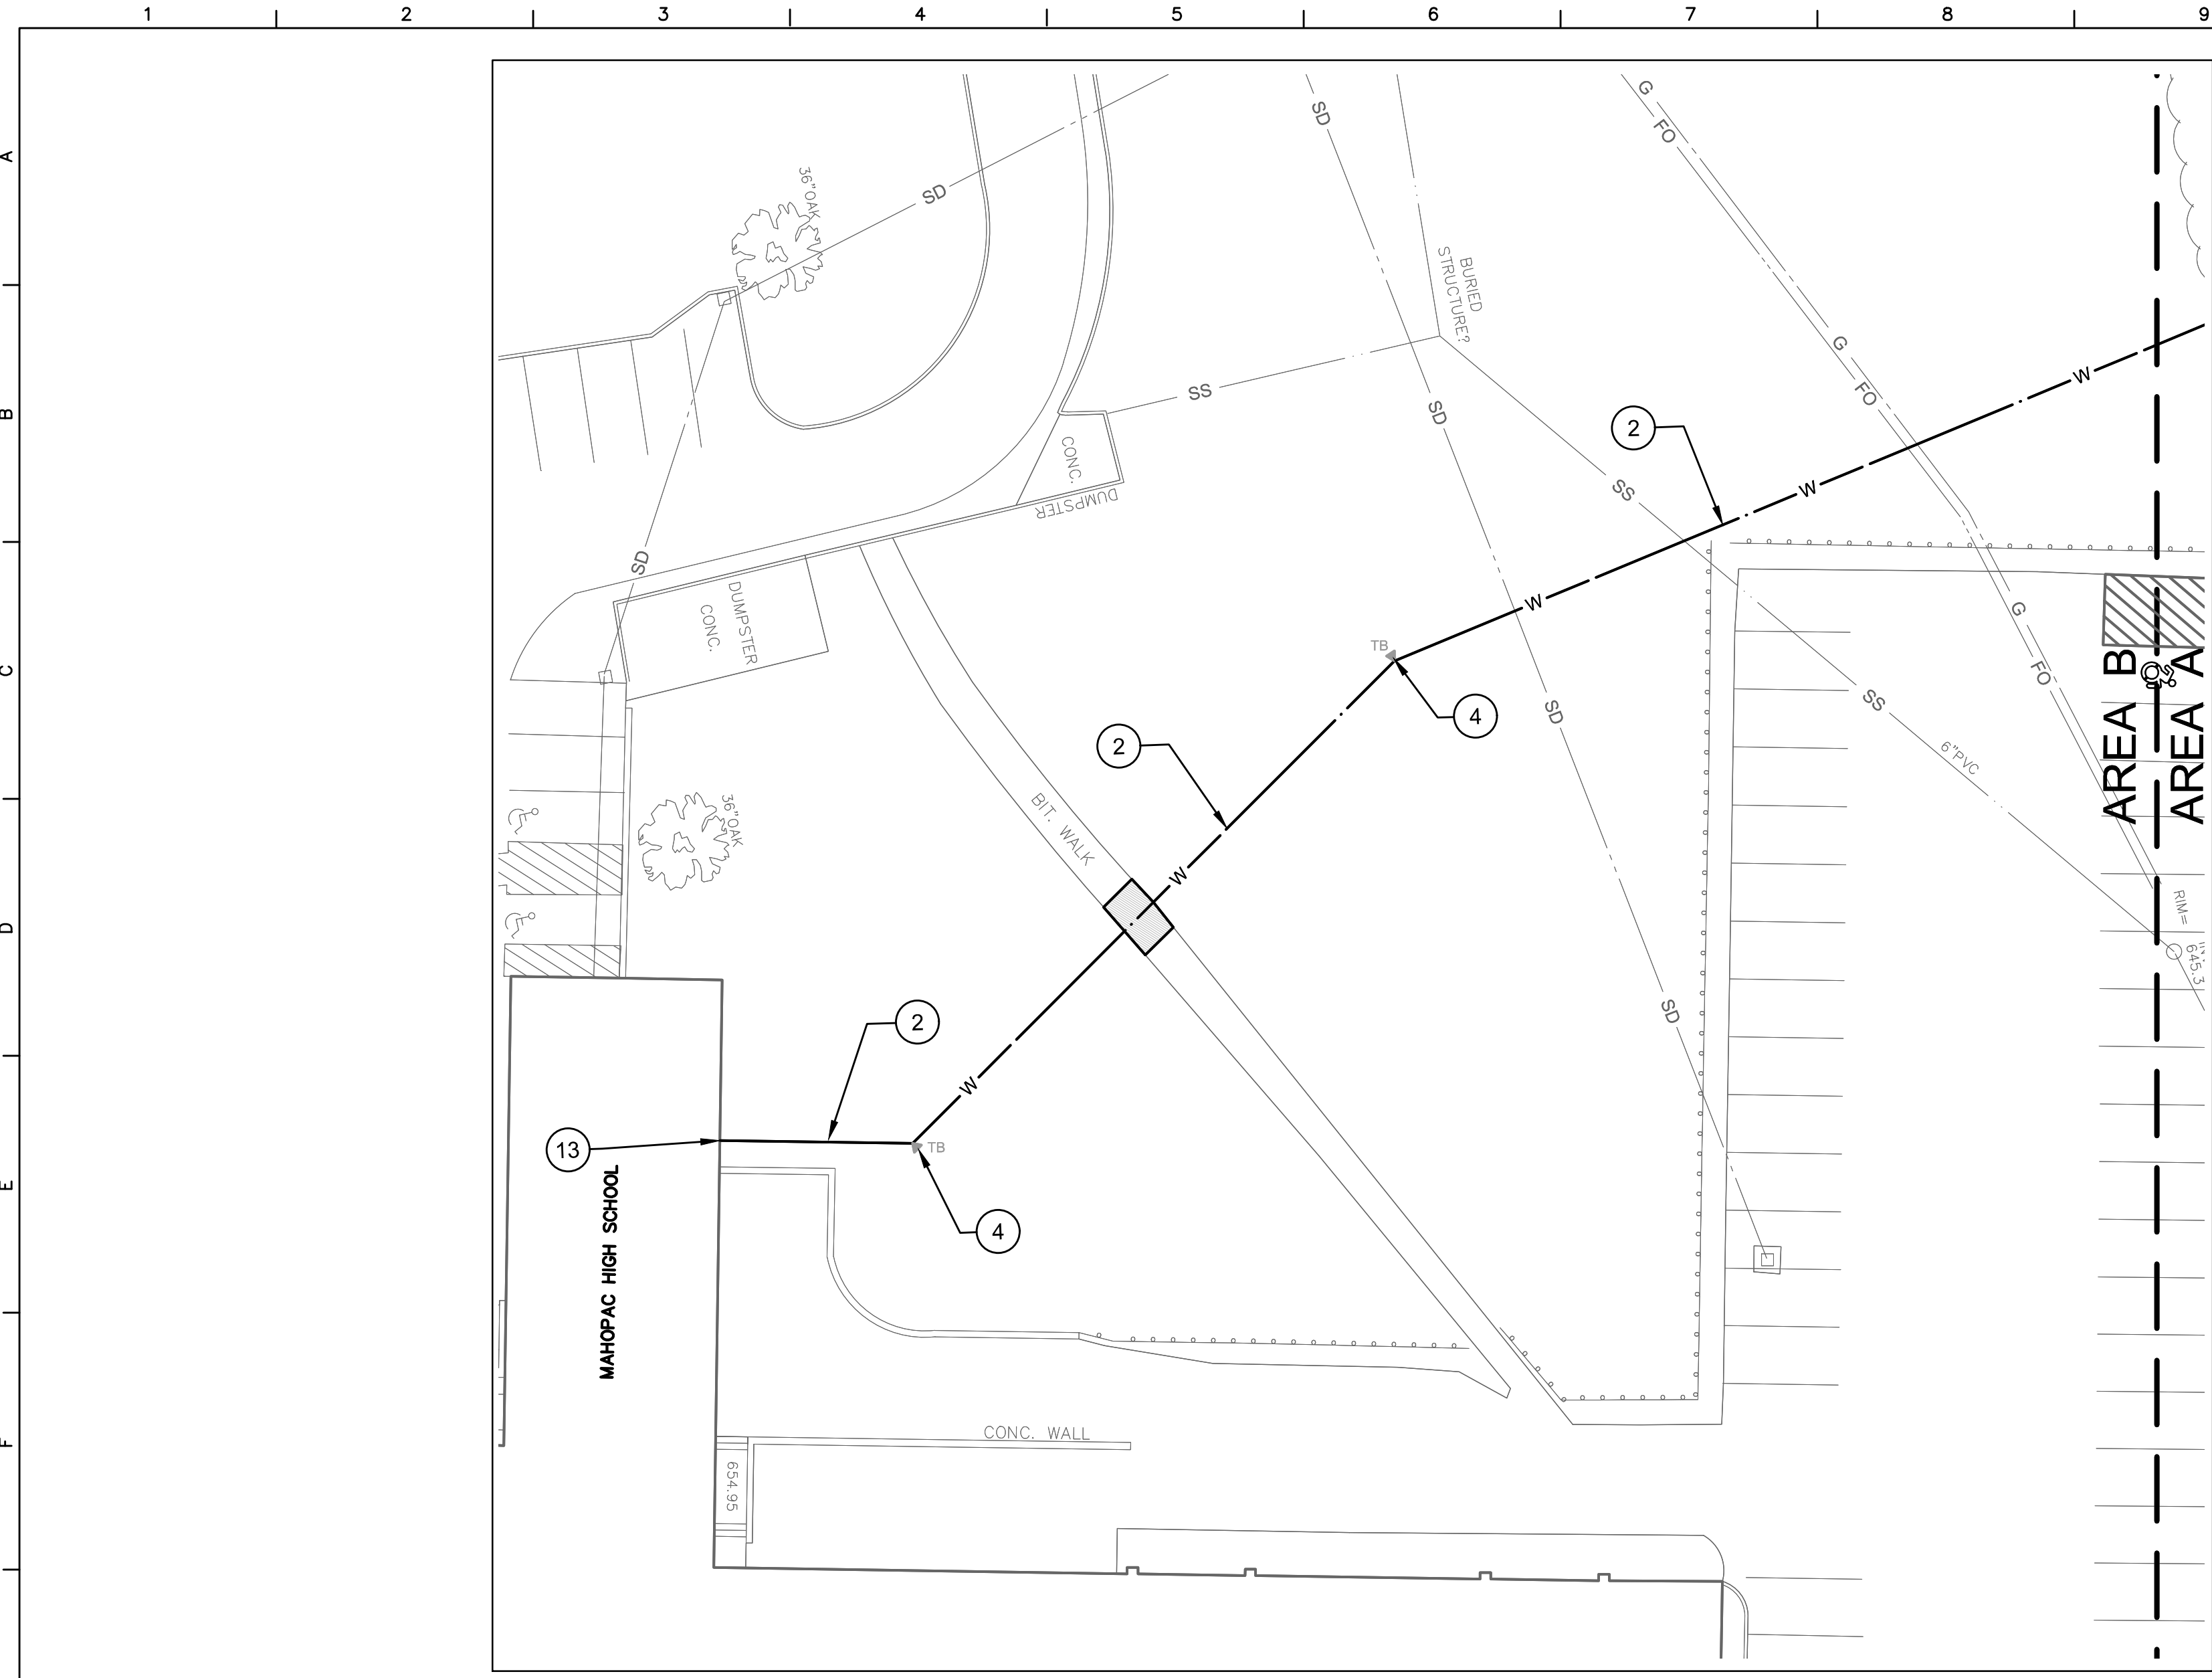 1
2
3
4
5
6
7
8
9
A
B
C
D
E
F
SD
SD
G
FO
36"OAK
SD
BURIED
STRUCTURE?
G
W
FO
SS
SD
2
CONC.
DUMPSTER
SS
W
SD
DUMPSTER
CONC.
W
G
TB
FO
AREA B
AREA A
SS
SD
4
2
6"PVC
36"OAK
BIT. WALK
W
RIM=
645.3
SD
2
W
13
TB
MAHOPAC HIGH SCHOOL
4
CONC. WALL
654.95